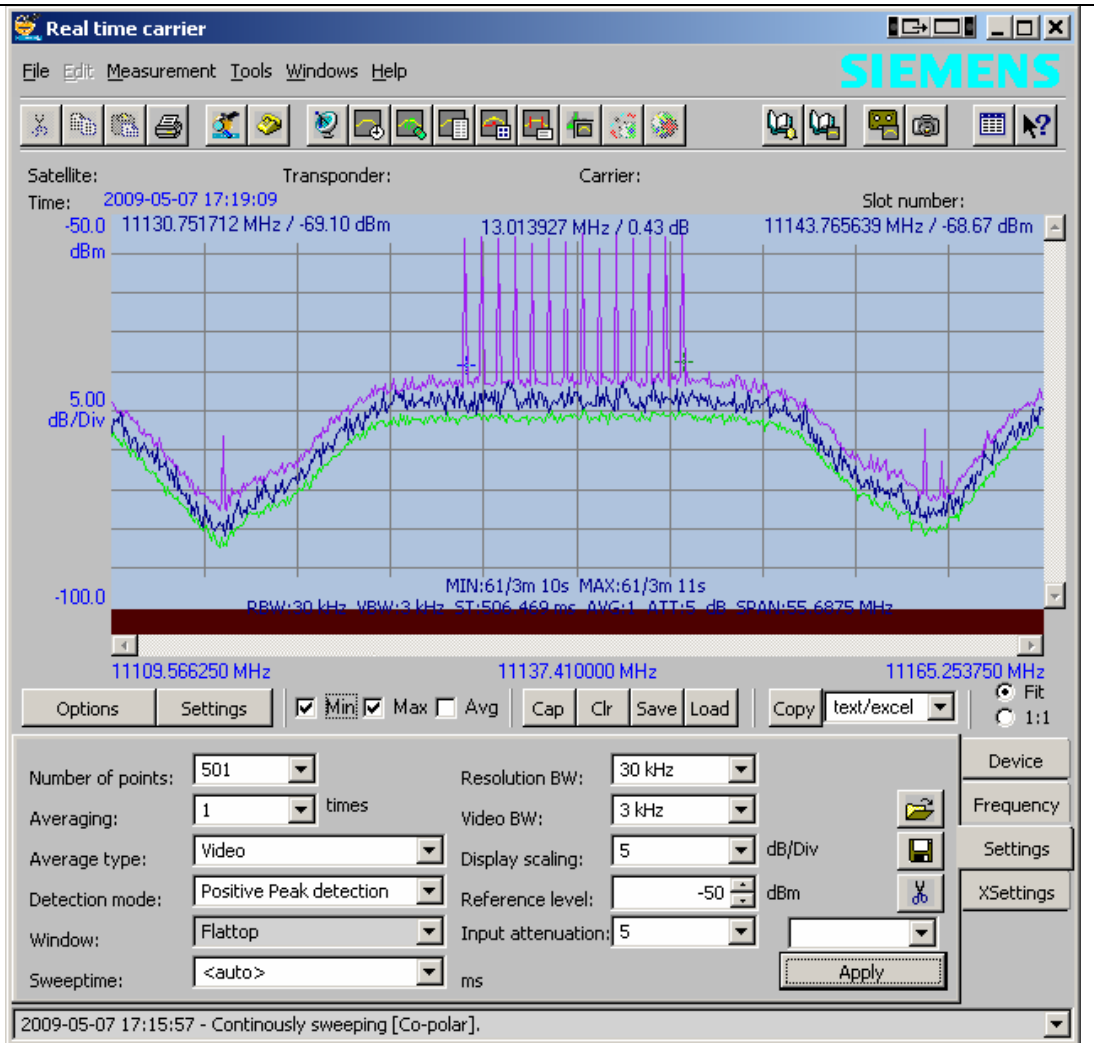 Real time carrier
File Edit Measurement Tools Windows Help
SIEMENS
Satellite: Transponder: Carrier:
Time: 2009-05-07 17:19:09 Slot number:
-50.0 11130.751712 MHz / -69.10 dBm 13.013927 MHz / 0.43 dB 11143.765639 MHz / -68.67 dBm
dBm
5.00
dB/Div
MIN:61/3m 10s MAX:61/3m 11s
-100.0
RBW:30 kHz VBW:3 kHz ST:506.469 ms AVG:1 ATT:5 dB SPAN:55.6875 MHz
11109.566250 MHz 11137.410000 MHz 11165.253750 MHz
Options Settings Min Max Avg Cap Clr Save Load Copy text/excel Fit
1:1
Number of points: 501 Resolution BW: 30 kHz Device
Averaging: 1 times Video BW: 3 kHz Frequency
Average type: Video Display scaling: 5 dB/Div Settings
Detection mode: Positive Peak detection Reference level: -50 dBm XSettings
Window: Flattop Input attenuation: 5
Sweeptime: <auto> ms Apply
2009-05-07 17:15:57 - Continously sweeping [Co-polar].